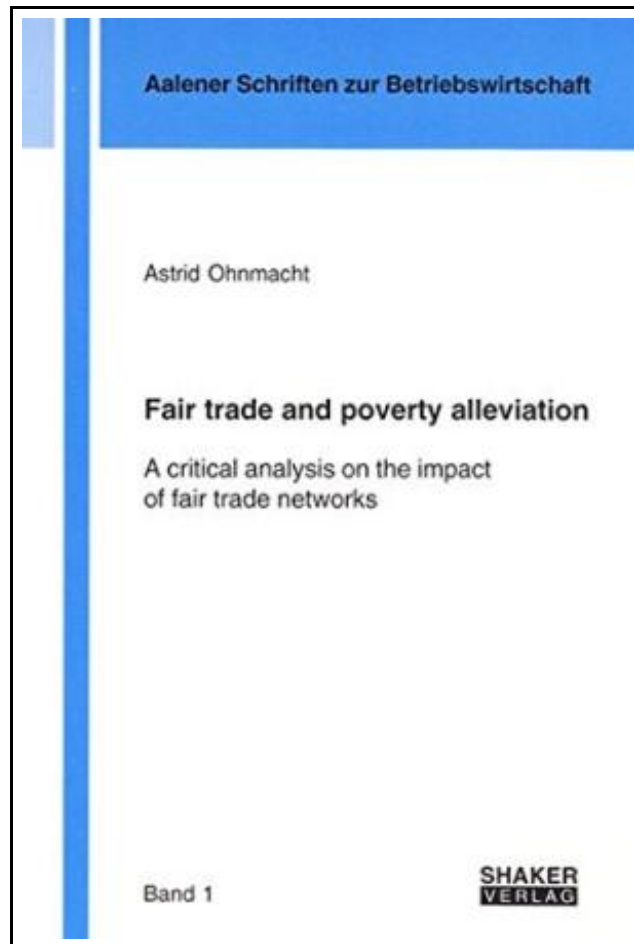 Aalener Schriften zur Betriebswirtschaft
Astrid Ohnmacht
Fair trade and poverty alleviation
A critical analysis on the impact
of fair trade networks
Band 1
SHAKER
VERLAG